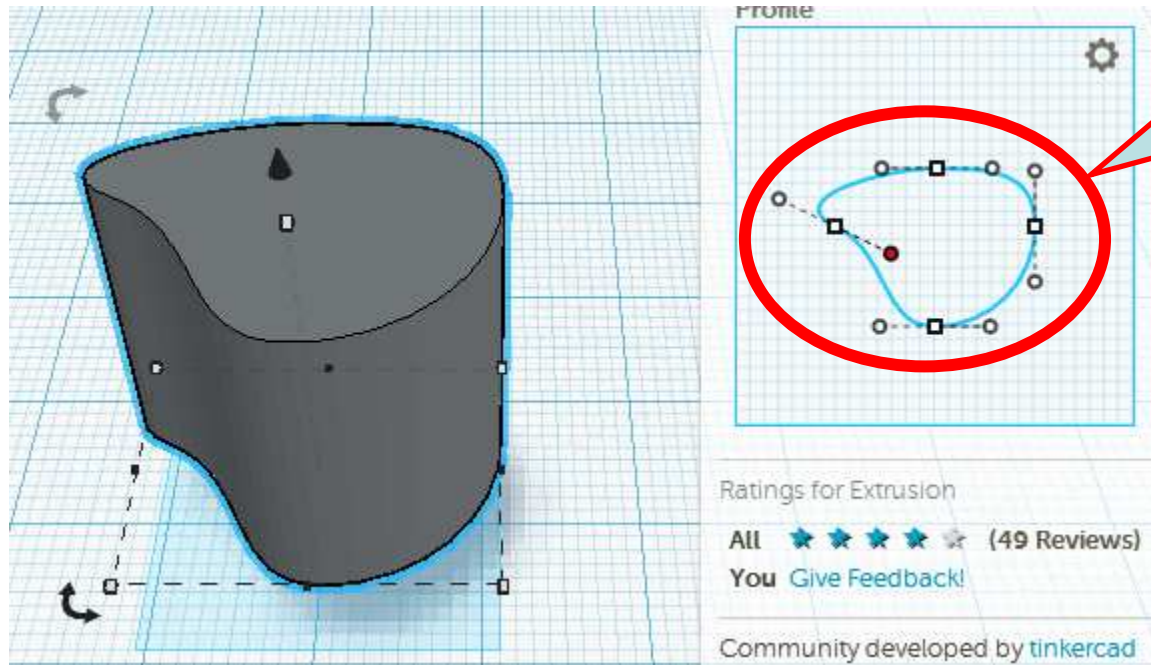 Profile
Ratings for Extrusion
All (49 Reviews)
You Give Feedback!
Community developed by tinkercad